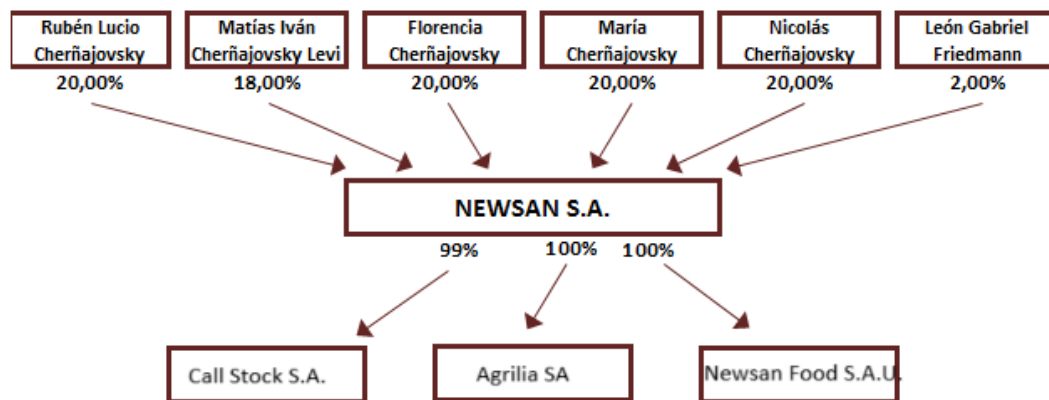 Rubén Lucio
Cherñajovsky
Matías Iván
Cherñajovsky Levi
Florencia
Cherñajovsky
María
Cherñajovsky
Nicolás
Cherñajovsky
León Gabriel
Friedmann
20,00%
18,00%
20,00%
20,00%
20,00%
2,00%
NEWSAN S.A.
99%
100%
100%
Call Stock S.A.
Agrilia SA
Newsan Food S.A.U.